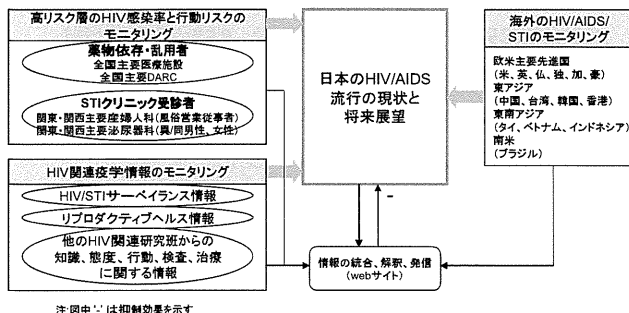 高リスク層のHIV感染率と行動リスクの
モニタリング
薬物依存・乱用者
全国主要医療施設
全国主要DARC
STIクリニック受診者
関東・関西主要産婦人科(風俗営業従事者)
関東・関西主要泌尿器科(異/同男性、女性)
HIV関連疫学情報のモニタリング
HIV/STIサーベイランス情報
リプロダクティブヘルス情報
他のHIV関連研究班からの
知識、態度、行動、検査、治療
に関する情報
日本のHIV/AIDS
流行の現状と
将来展望
-
情報の統合、解釈、発信
(webサイト)
海外のHIV/AIDS/
STIのモニタリング
欧米主要先進国
(米、英、仏、独、加、豪)
東アジア
(中国、台湾、韓国、香港)
東南アジア
(タイ、ベトナム、インドネシア)
南米
(ブラジル)
注:図中 '-' は抑制効果を示す